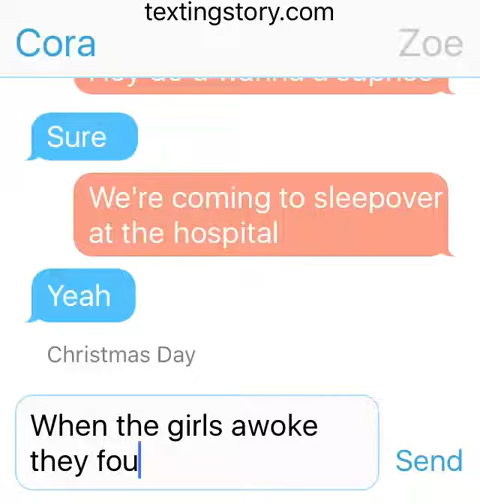 textingstory.com
Cora
Zoe
Sure
We're coming to sleepover
at the hospital
Yeah
Christmas Day
When the girls awoke
they fou
Send